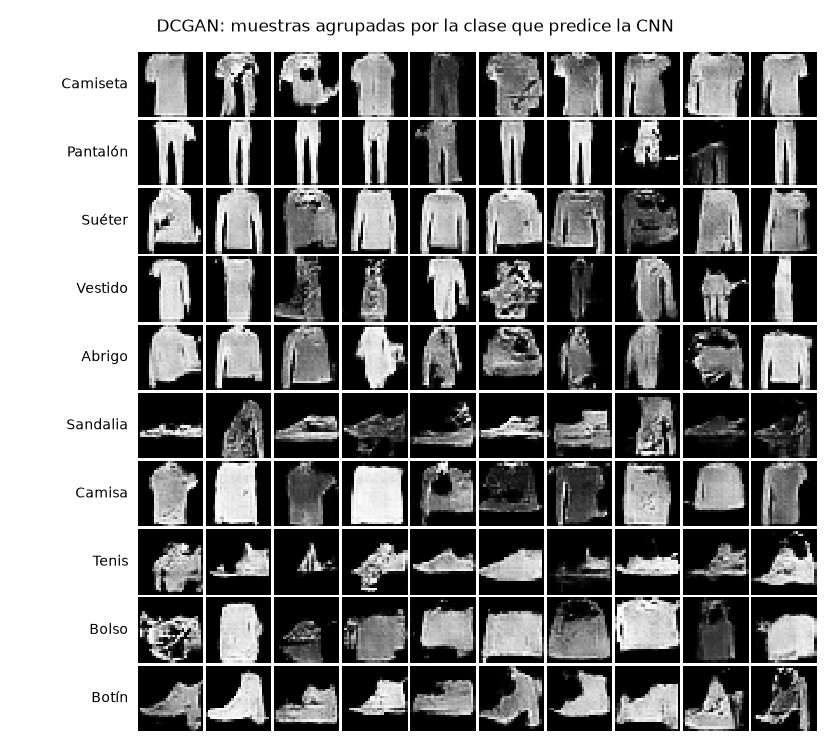 DCGAN: muestras agrupadas por la clase que predice la CNN
Camiseta
Pantalón
Suéter
Vestido
Abrigo
Sandalia
Camisa
Tenis
Bolso
Botín